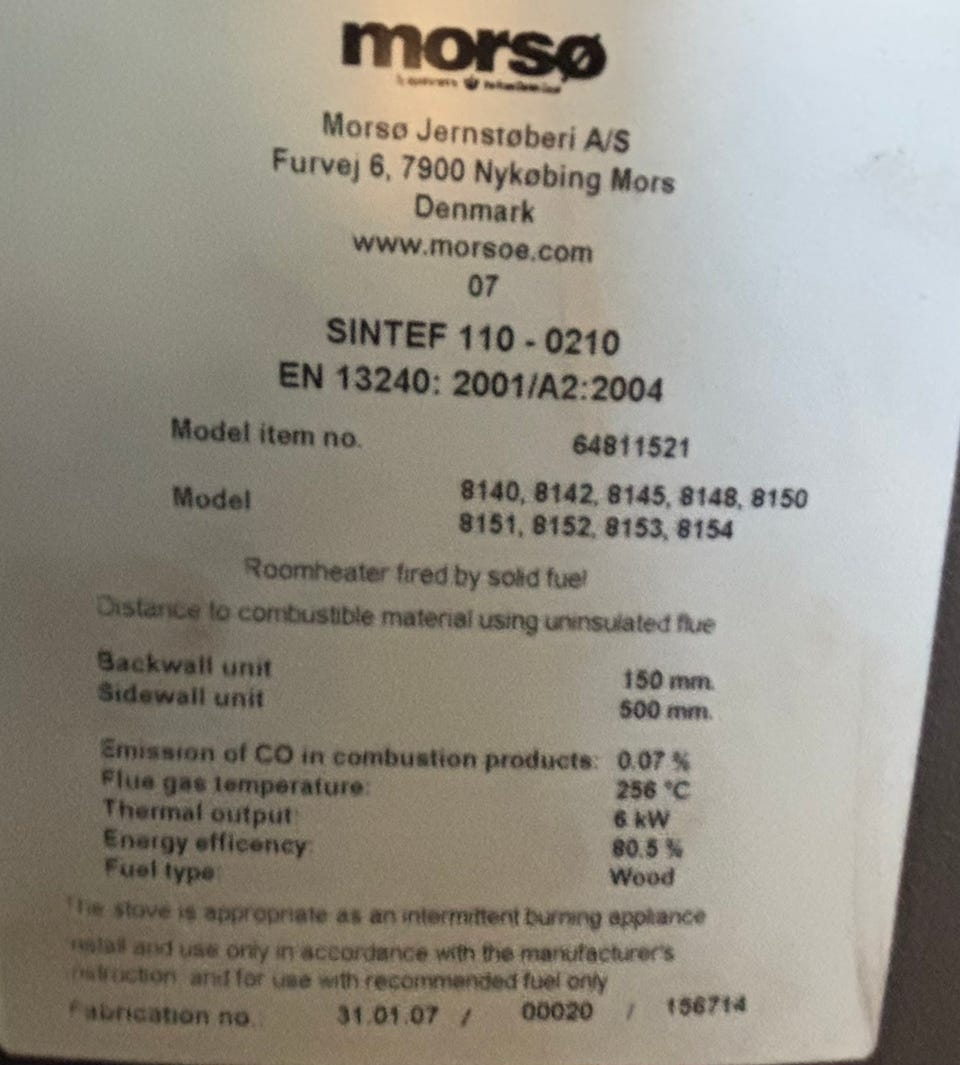 morsø
Morsø Jernstøberi A/S
Furvej 6, 7900 Nykøbing Mors
Denmark
www.morsoe.com
07
SINTEF 110 - 0210
EN 13240: 2001/A2:2004
Model item no. 64811521
Model 8140, 8142, 8145, 8148, 8150
8151, 8152, 8153, 8154
Roomheater fired by solid fuel
Distance to combustible material using uninsulated flue
Backwall unit 150 mm.
Sidewall unit 500 mm.
Emission of CO in combustion products: 0.07 %
Flue gas temperature: 256 °C
Thermal output: 6 kW
Energy efficency: 80.5 %
Fuel type: Wood
The stove is appropriate as an intermittent burning appliance
Install and use only in accordance with the manufacturer's
instruction and for use with recommended fuel only
Fabrication no.: 31.01.07 / 00020 / 156714